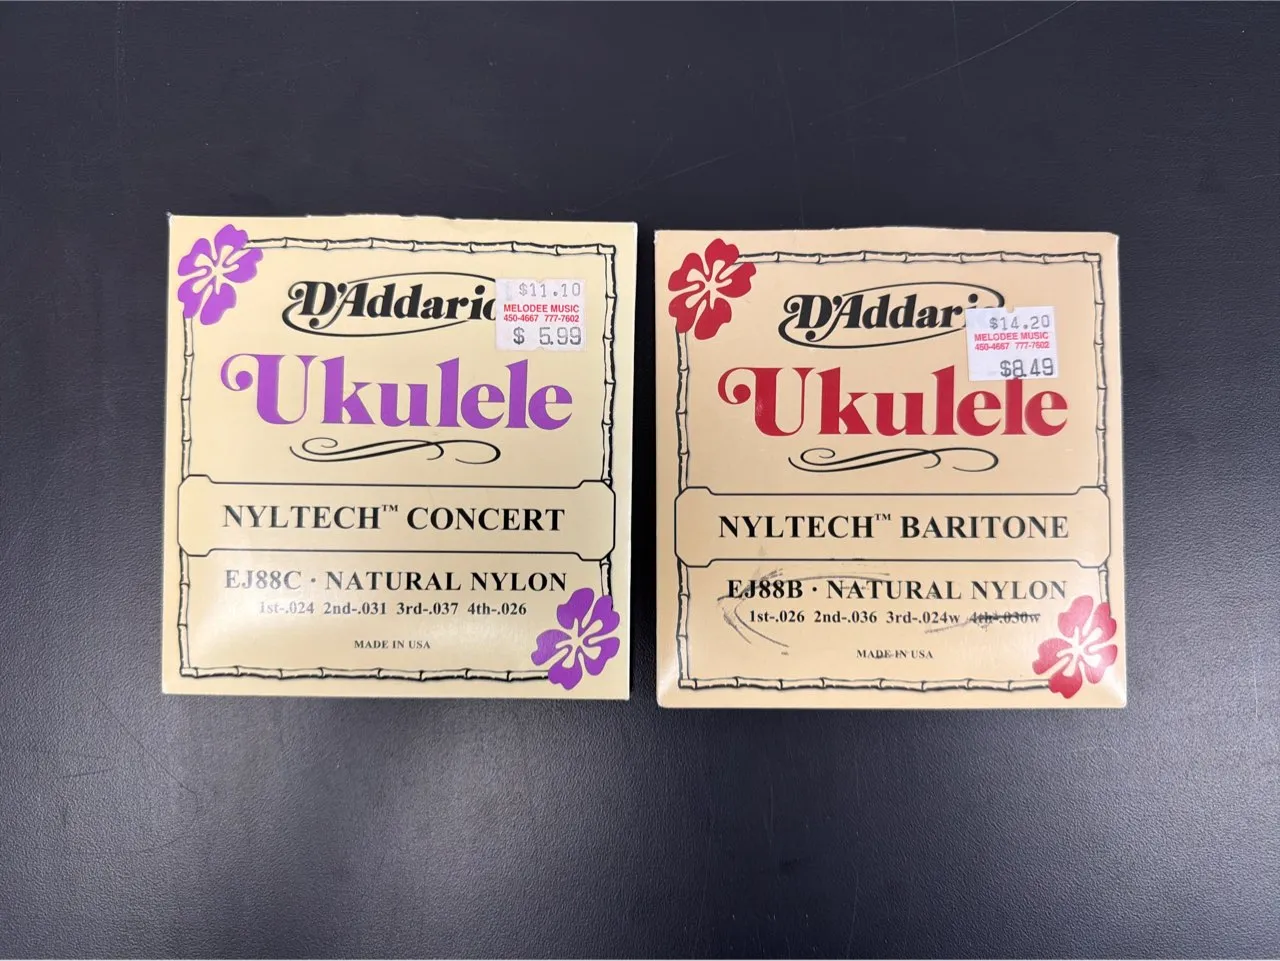 D'Addario
$11.10
MELODEE MUSIC
450-4667 777-7602
$ 5.99
Ukulele
NYLTECH™ CONCERT
EJ88C · NATURAL NYLON
1st-.024 2nd-.031 3rd-.037 4th-.026
MADE IN USA
D'Addari
$14.20
MELODEE MUSIC
450-4667 777-7602
$8.49
Ukulele
NYLTECH™ BARITONE
EJ88B · NATURAL NYLON
1st-.026 2nd-.036 3rd-.024w 4th-.030w
MADE IN USA